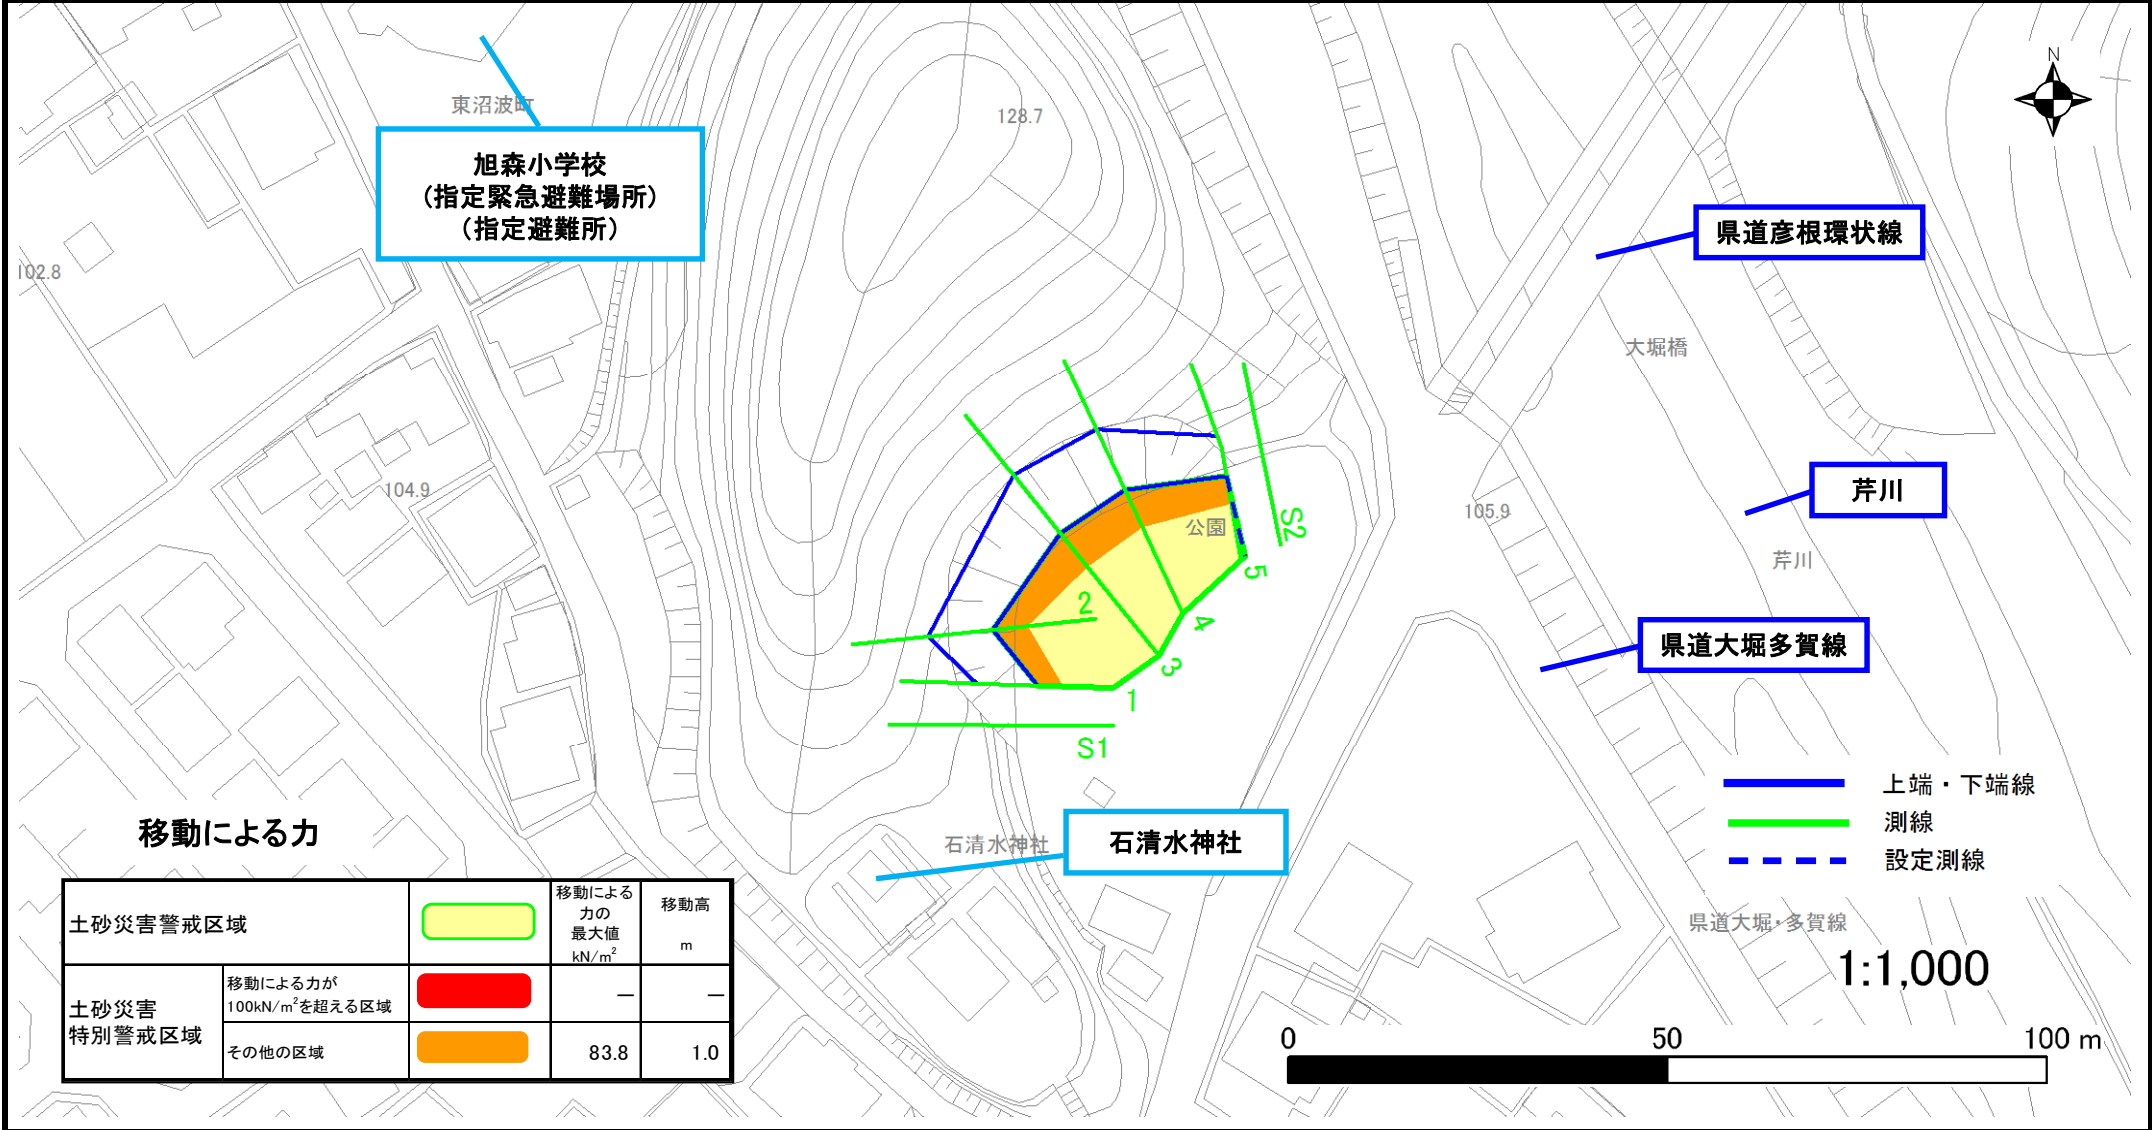 東沼波町
旭森小学校
（指定緊急避難場所）
（指定避難所）
128.7
N
県道彦根環状線
102.8
大堀橋
104.9
105.9
芹川
芹川
公園
S2
5
2
4
3
1
S1
県道大堀多賀線
石清水神社
石清水神社
上端・下端線
測線
設定測線
県道大堀・多賀線
1:1,000
0 50 100 m
移動による力
土砂災害警戒区域
移動による
力の
最大値
kN/m²
移動高
m
土砂災害
特別警戒区域
移動による力が
100kN/m²を超える区域
－ －
その他の区域
83.8 1.0